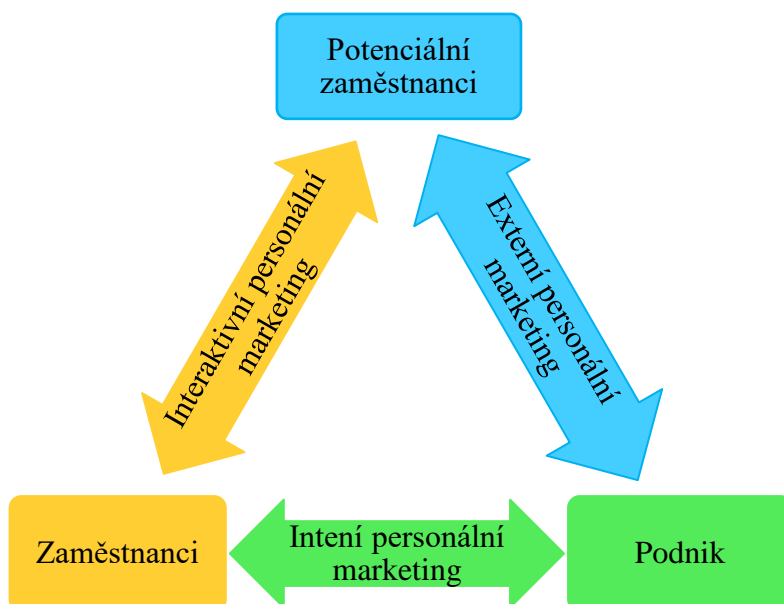 Potenciální
zaměstnanci
Interaktivní personální
marketing
Externí personální
marketing
Zaměstnanci
Intení personální
marketing
Podnik